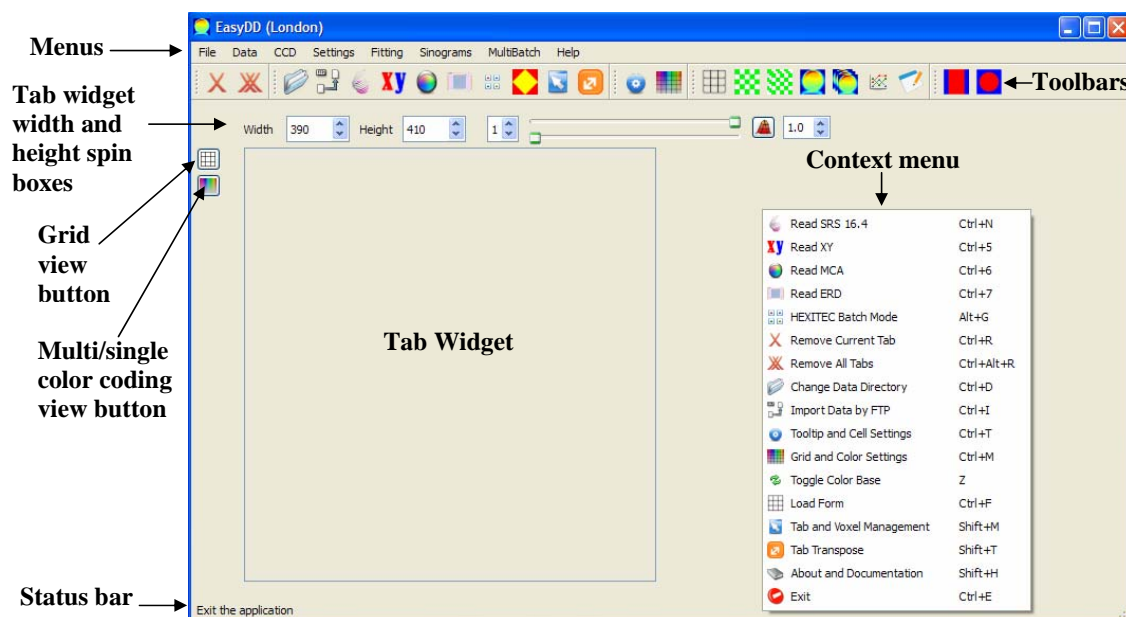 EasyDD (London)
Menus
File Data CCD Settings Fitting Sinograms MultiBatch Help
XY
Toolbars
Tab widget
width and
height spin
boxes
Width 390 Height 410 1 1.0
Grid
view
button
Multi/single
color coding
view button
Tab Widget
Context menu
Read SRS 16.4 Ctrl+N
XY Read XY Ctrl+5
Read MCA Ctrl+6
Read ERD Ctrl+7
HEXITEC Batch Mode Alt+G
Remove Current Tab Ctrl+R
Remove All Tabs Ctrl+Alt+R
Change Data Directory Ctrl+D
Import Data by FTP Ctrl+I
Tooltip and Cell Settings Ctrl+T
Grid and Color Settings Ctrl+M
Toggle Color Base Z
Load Form Ctrl+F
Tab and Voxel Management Shift+M
Tab Transpose Shift+T
About and Documentation Shift+H
Exit Ctrl+E
Status bar
Exit the application